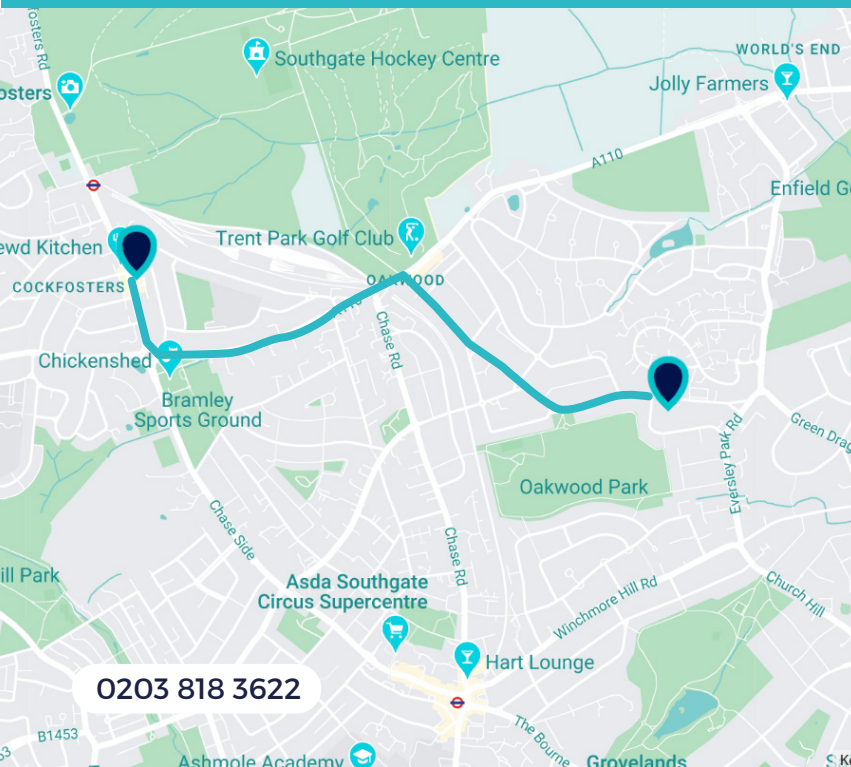 fosters Rd
Southgate Hockey Centre
WORLD'S END
Jolly Farmers
osters
A110
Enfield G
Trent Park Golf Club
ewd Kitchen
OAKWOOD
COCKFOSTERS
Chase Rd
Chickenshed
Bramley
Sports Ground
Green Drag
Eversley Park Rd
Oakwood Park
Chase Side
Chase Rd
ill Park
Asda Southgate
Circus Supercentre
Winchmore Hill Rd
Church Hill
Hart Lounge
0203 818 3622
The Bourne
B1453
Ashmole Academy
Grovelands